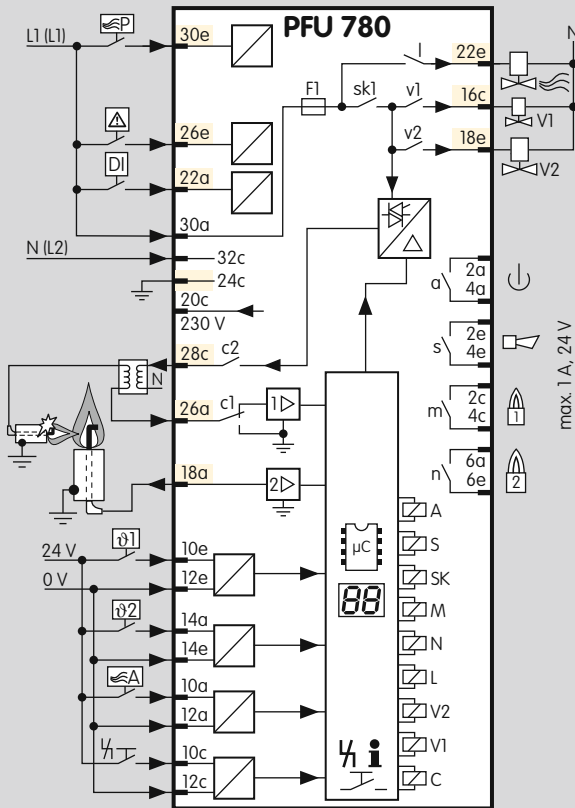 PFU 780
L1 (L1)
P
30e
l
22e
N
F1
sk1
v1
16c
V1
26e
v2
18e
V2
DI
22a
30a
N (L2)
32c
24c
20c
230 V
28c
c2
N
26a
c1
1
18a
2
a
2a
4a
s
2e
4e
m
2c
4c
1
n
6a
6e
2
max. 1 A, 24 V
24 V
ϑ1
10e
0 V
12e
ϑ2
14a
14e
A
10a
12a
10c
12c
µC
88
i
A
S
SK
M
N
L
V2
V1
C